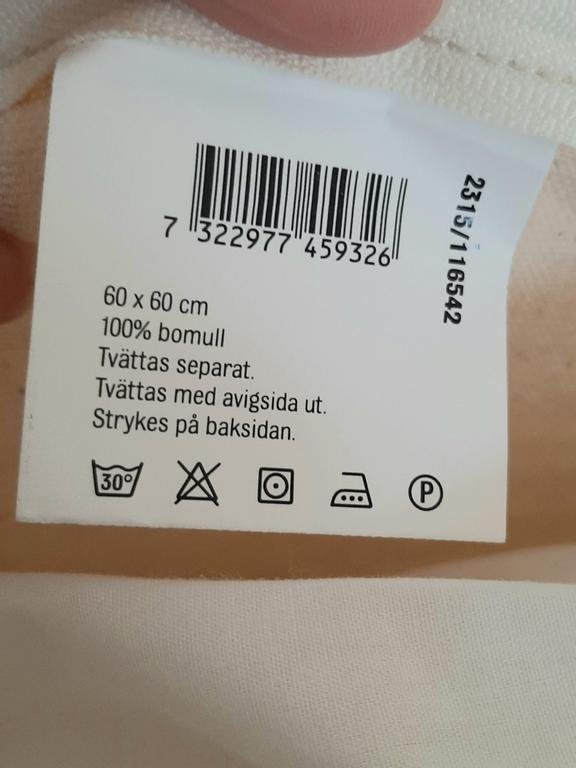 7 322977 459326
2315/116542
60 x 60 cm
100% bomull
Tvättas separat.
Tvättas med avigsida ut.
Strykes på baksidan.
30° P